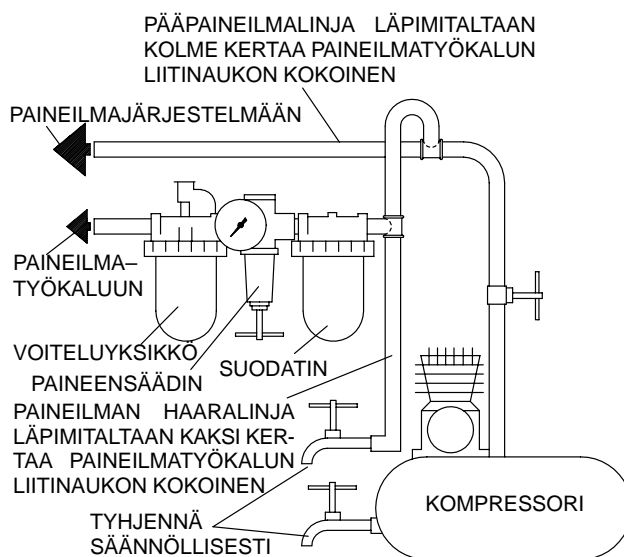 PÄÄPAINEILMALINJA LÄPIMITALTAAN
KOLME KERTAA PAINEILMATYÖKALUN
LIITINAUKON KOKOINEN
PAINEILMAJÄRJESTELMÄÄN
PAINEILMA–
TYÖKALUUN
VOITELUYKSIKKÖ
SUODATIN
PAINEENSÄÄDIN
PAINEILMAN HAARALINJA
LÄPIMITALTAAN KAKSI KER-
TAA PAINEILMATYÖKALUN
LIITINAUKON KOKOINEN
KOMPRESSORI
TYHJENNÄ
SÄÄNNÖLLISESTI